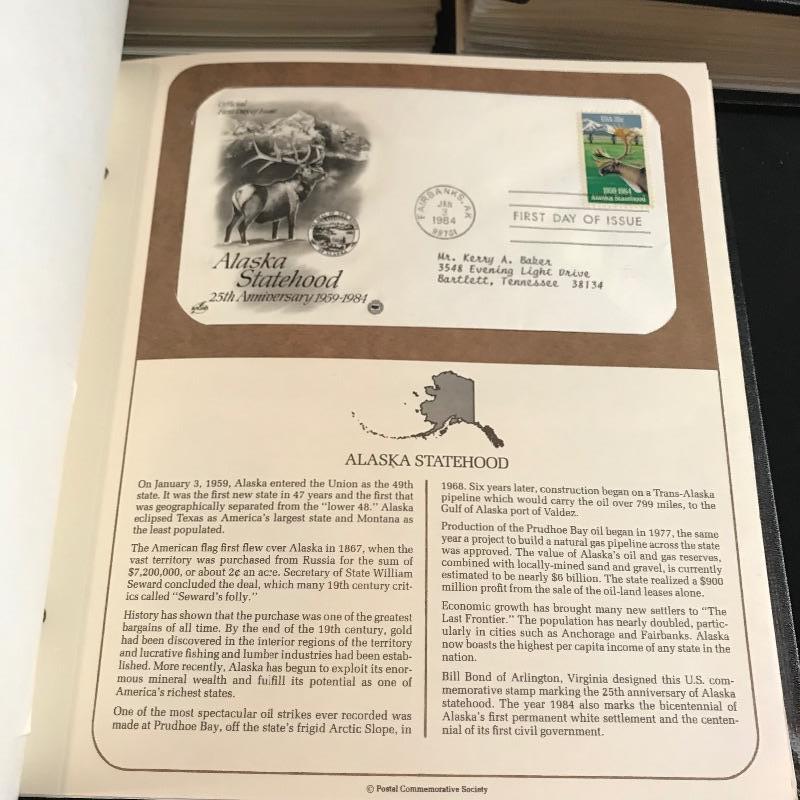 Official
First Day of Issue
USA 20c
1959-1984
Alaska Statehood
FAIRBANKS, AK
JAN
3
1984
99701
FIRST DAY OF ISSUE
Mr. Kerry A. Baker
3548 Evening Light Drive
Bartlett, Tennessee 38134
Alaska
Statehood
25th Anniversary 1959-1984
ALASKA STATEHOOD
On January 3, 1959, Alaska entered the Union as the 49th
state. It was the first new state in 47 years and the first that
was geographically separated from the "lower 48." Alaska
eclipsed Texas as America's largest state and Montana as
the least populated.
The American flag first flew over Alaska in 1867, when the
vast territory was purchased from Russia for the sum of
$7,200,000, or about 2¢ an acre. Secretary of State William
Seward concluded the deal, which many 19th century crit-
ics called "Seward's folly."
History has shown that the purchase was one of the greatest
bargains of all time. By the end of the 19th century, gold
had been discovered in the interior regions of the territory
and lucrative fishing and lumber industries had been estab-
lished. More recently, Alaska has begun to exploit its enor-
mous mineral wealth and fulfill its potential as one of
America's richest states.
One of the most spectacular oil strikes ever recorded was
made at Prudhoe Bay, off the state's frigid Arctic Slope, in
1968. Six years later, construction began on a Trans-Alaska
pipeline which would carry the oil over 799 miles, to the
Gulf of Alaska port of Valdez.
Production of the Prudhoe Bay oil began in 1977, the same
year a project to build a natural gas pipeline across the state
was approved. The value of Alaska's oil and gas reserves,
combined with locally-mined sand and gravel, is currently
estimated to be nearly $6 billion. The state realized a $900
million profit from the sale of the oil-land leases alone.
Economic growth has brought many new settlers to "The
Last Frontier." The population has nearly doubled, partic-
ularly in cities such as Anchorage and Fairbanks. Alaska
now boasts the highest per capita income of any state in the
nation.
Bill Bond of Arlington, Virginia designed this U.S. com-
memorative stamp marking the 25th anniversary of Alaska
statehood. The year 1984 also marks the bicentennial of
Alaska's first permanent white settlement and the centen-
nial of its first civil government.
© Postal Commemorative Society